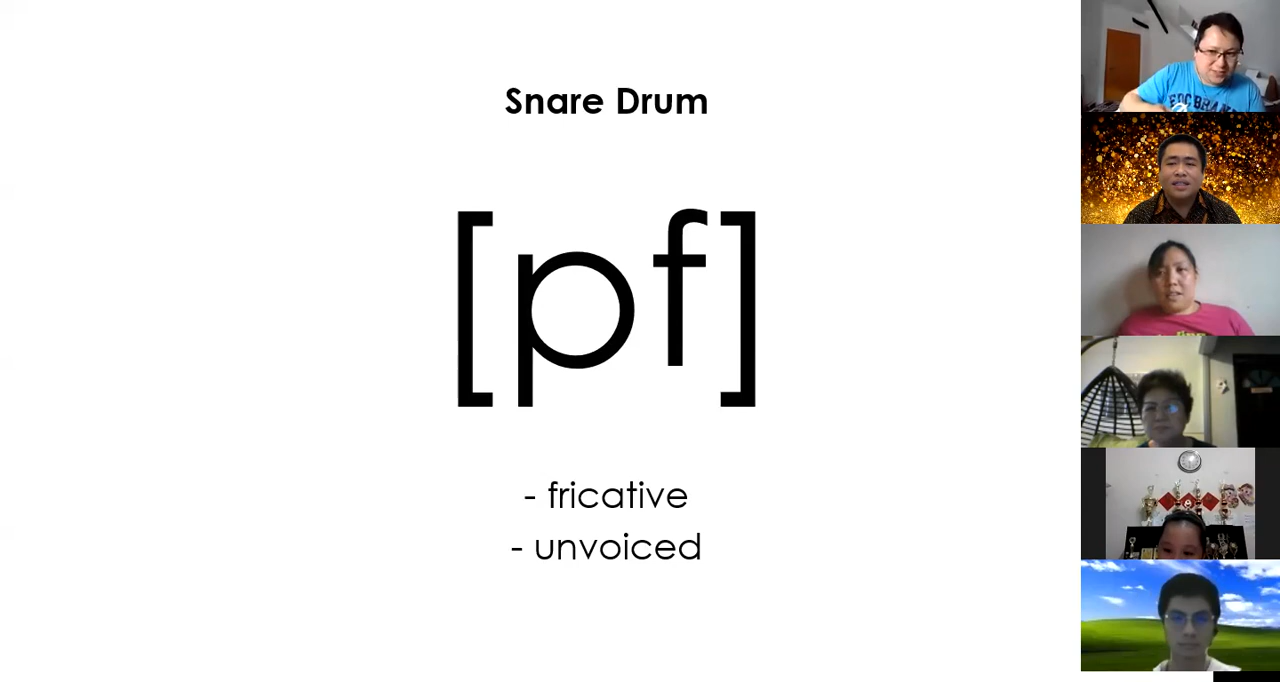 Snare Drum
[pf]
- fricative
- unvoiced